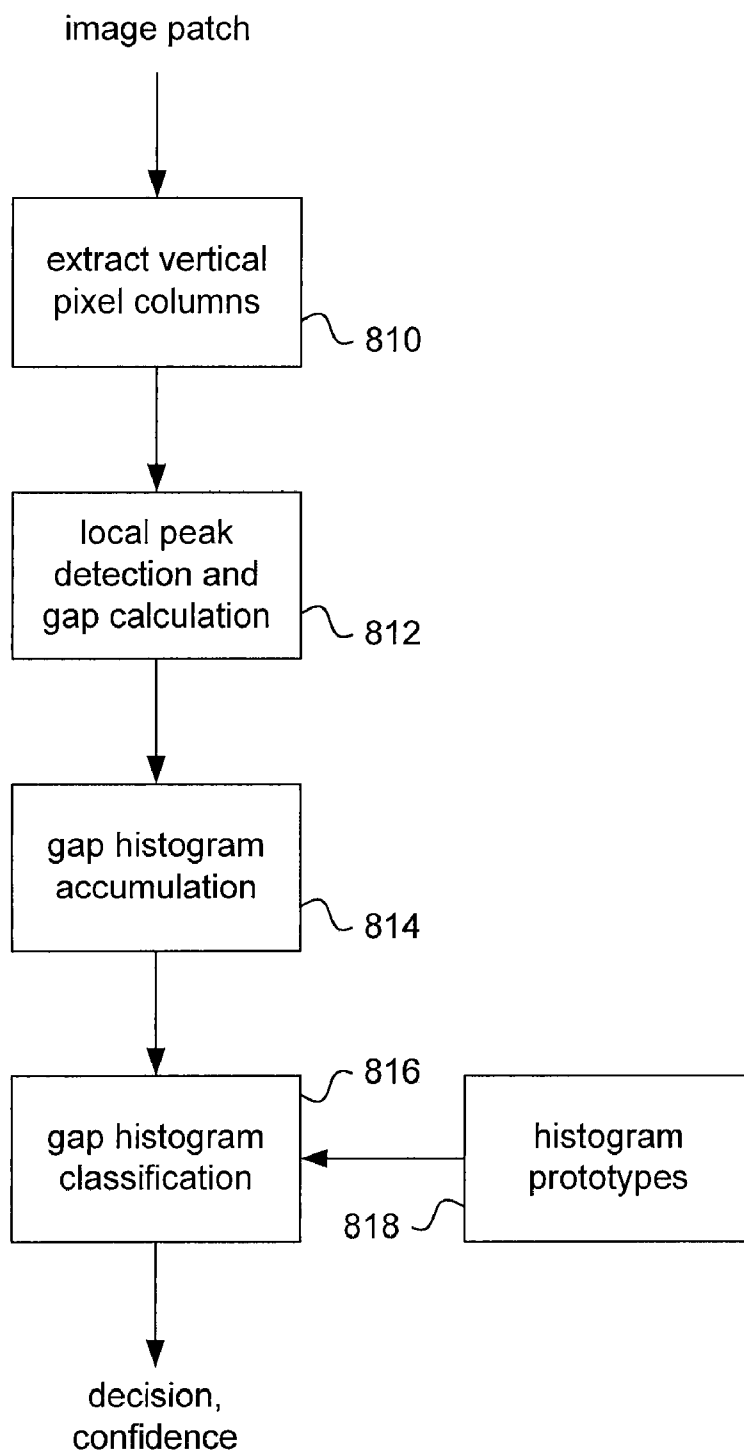 image patch
extract vertical
pixel columns
810
local peak
detection and
gap calculation
812
gap histogram
accumulation
814
816
gap histogram
classification
histogram
prototypes
818
decision,
confidence